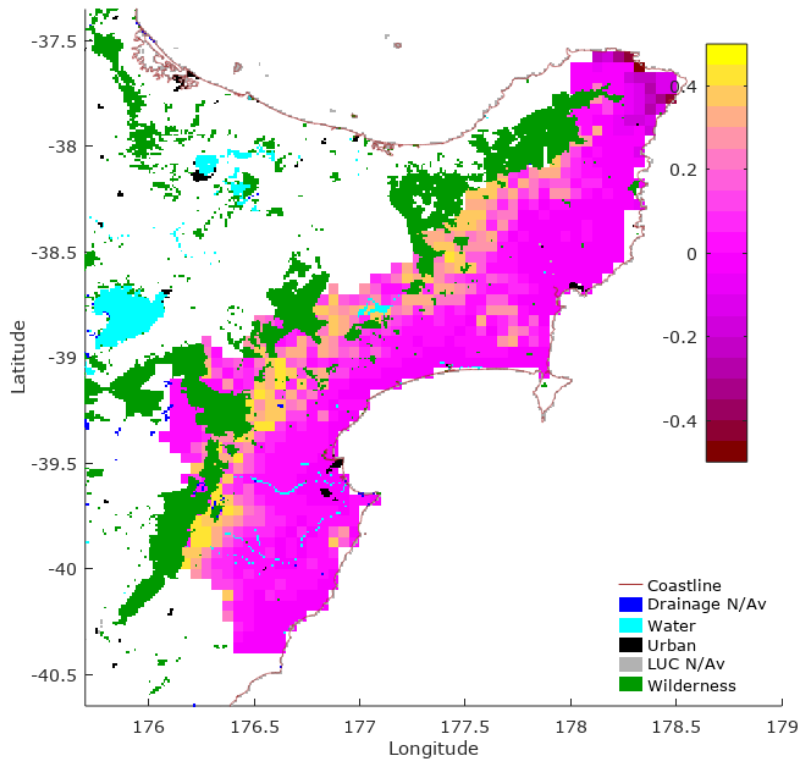 -37.5
-38
-38.5
-39
-39.5
-40
-40.5
Latitude
176
176.5
177
177.5
178
178.5
179
Longitude
0.4
0.2
0
-0.2
-0.4
Coastline
Drainage N/Av
Water
Urban
LUC N/Av
Wilderness